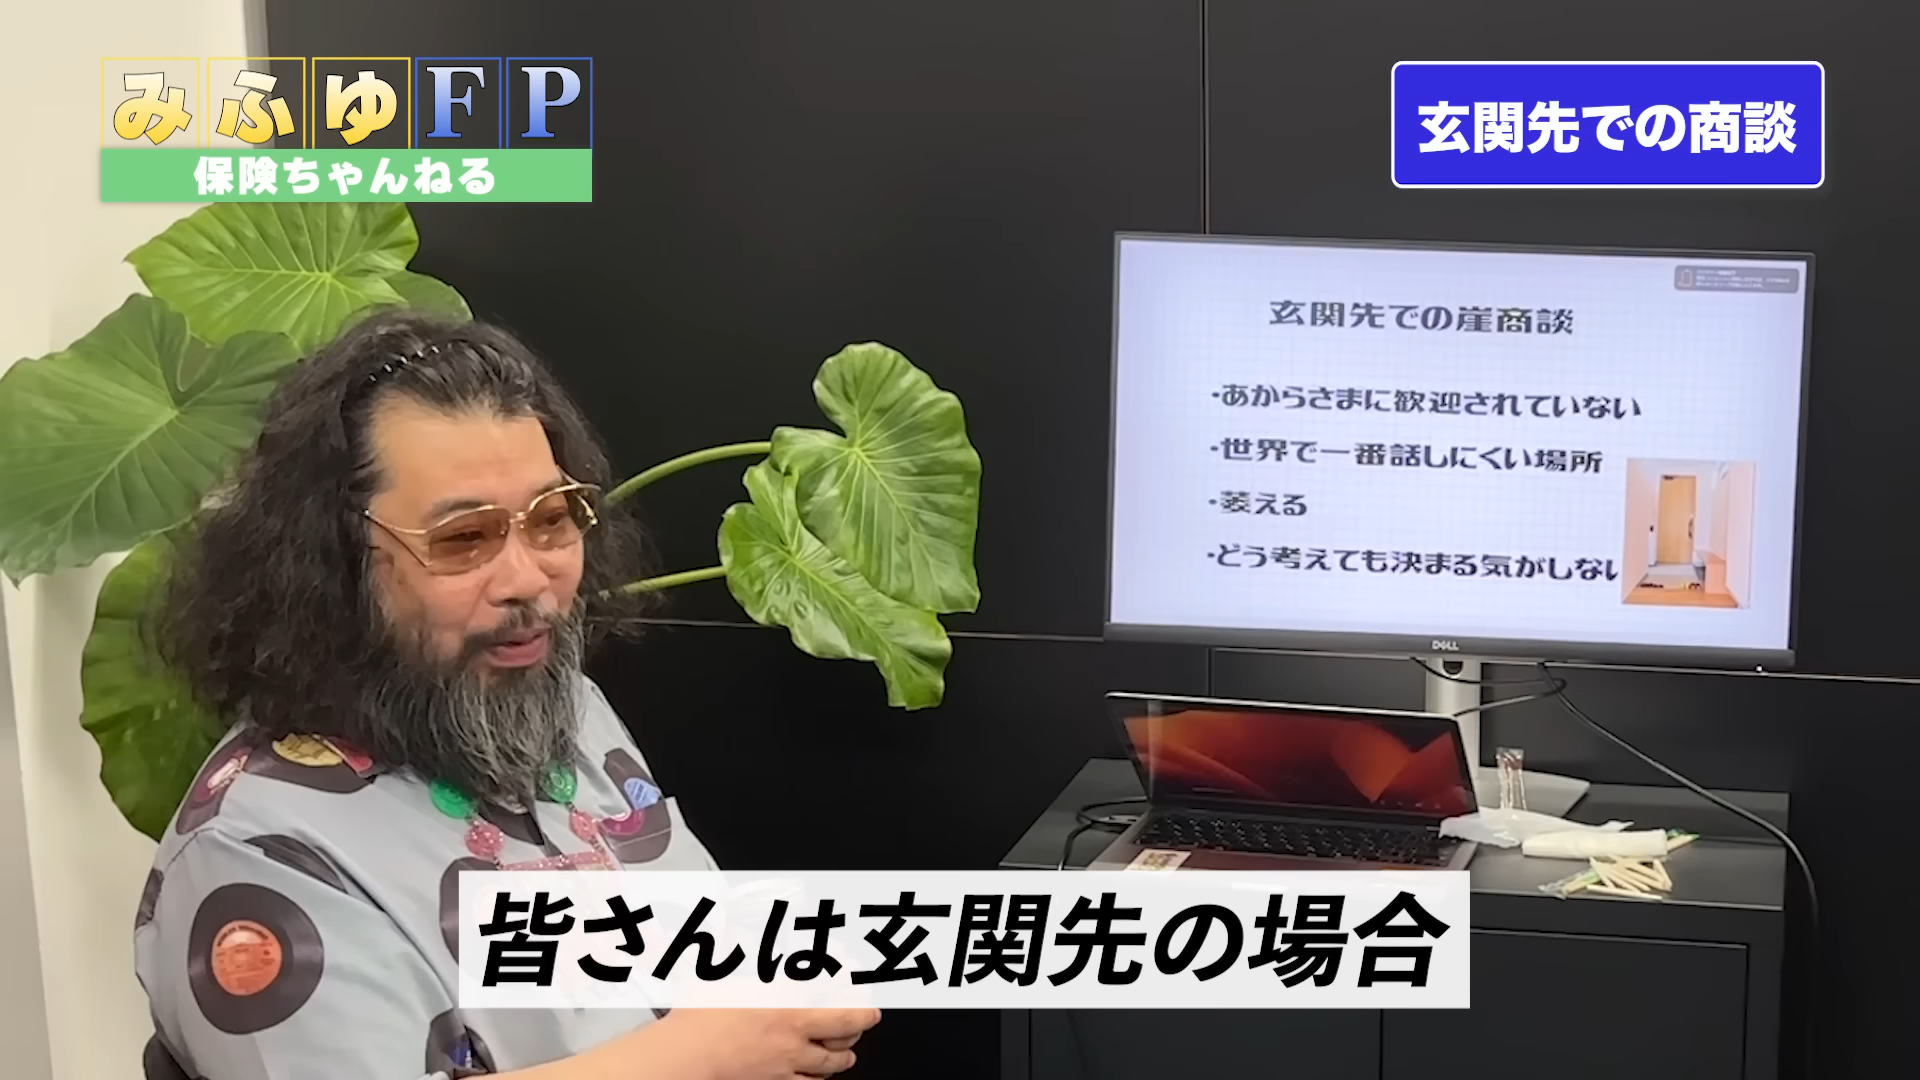 みふゆFP
保険ちゃんねる
玄関先での商談
玄関先での崖商談
・あからさまに歓迎されていない
・世界で一番話しにくい場所
・萎える
・どう考えても決まる気がしない
DELL
皆さんは玄関先の場合